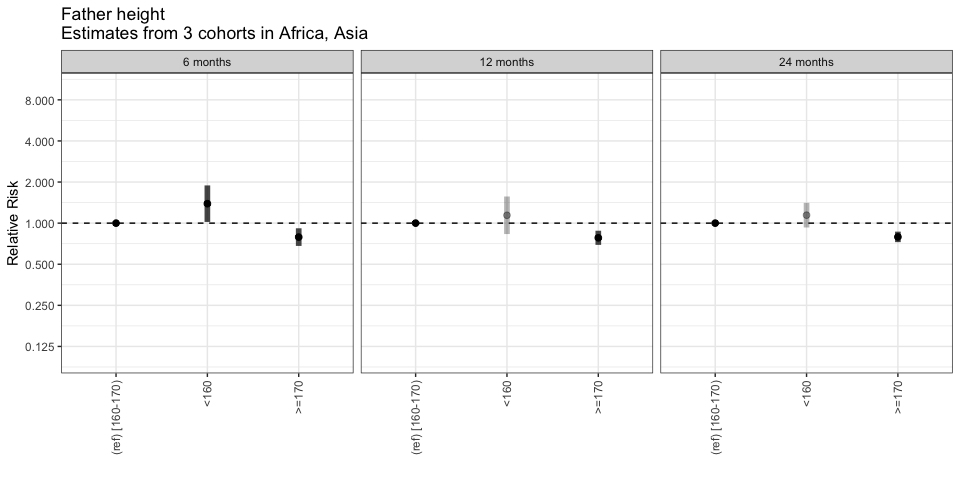 Father height
Estimates from 3 cohorts in Africa, Asia
6 months
12 months
24 months
Relative Risk
8.000
4.000
2.000
1.000
0.500
0.250
0.125
(ref) [160-170)
<160
>=170
(ref) [160-170)
<160
>=170
(ref) [160-170)
<160
>=170